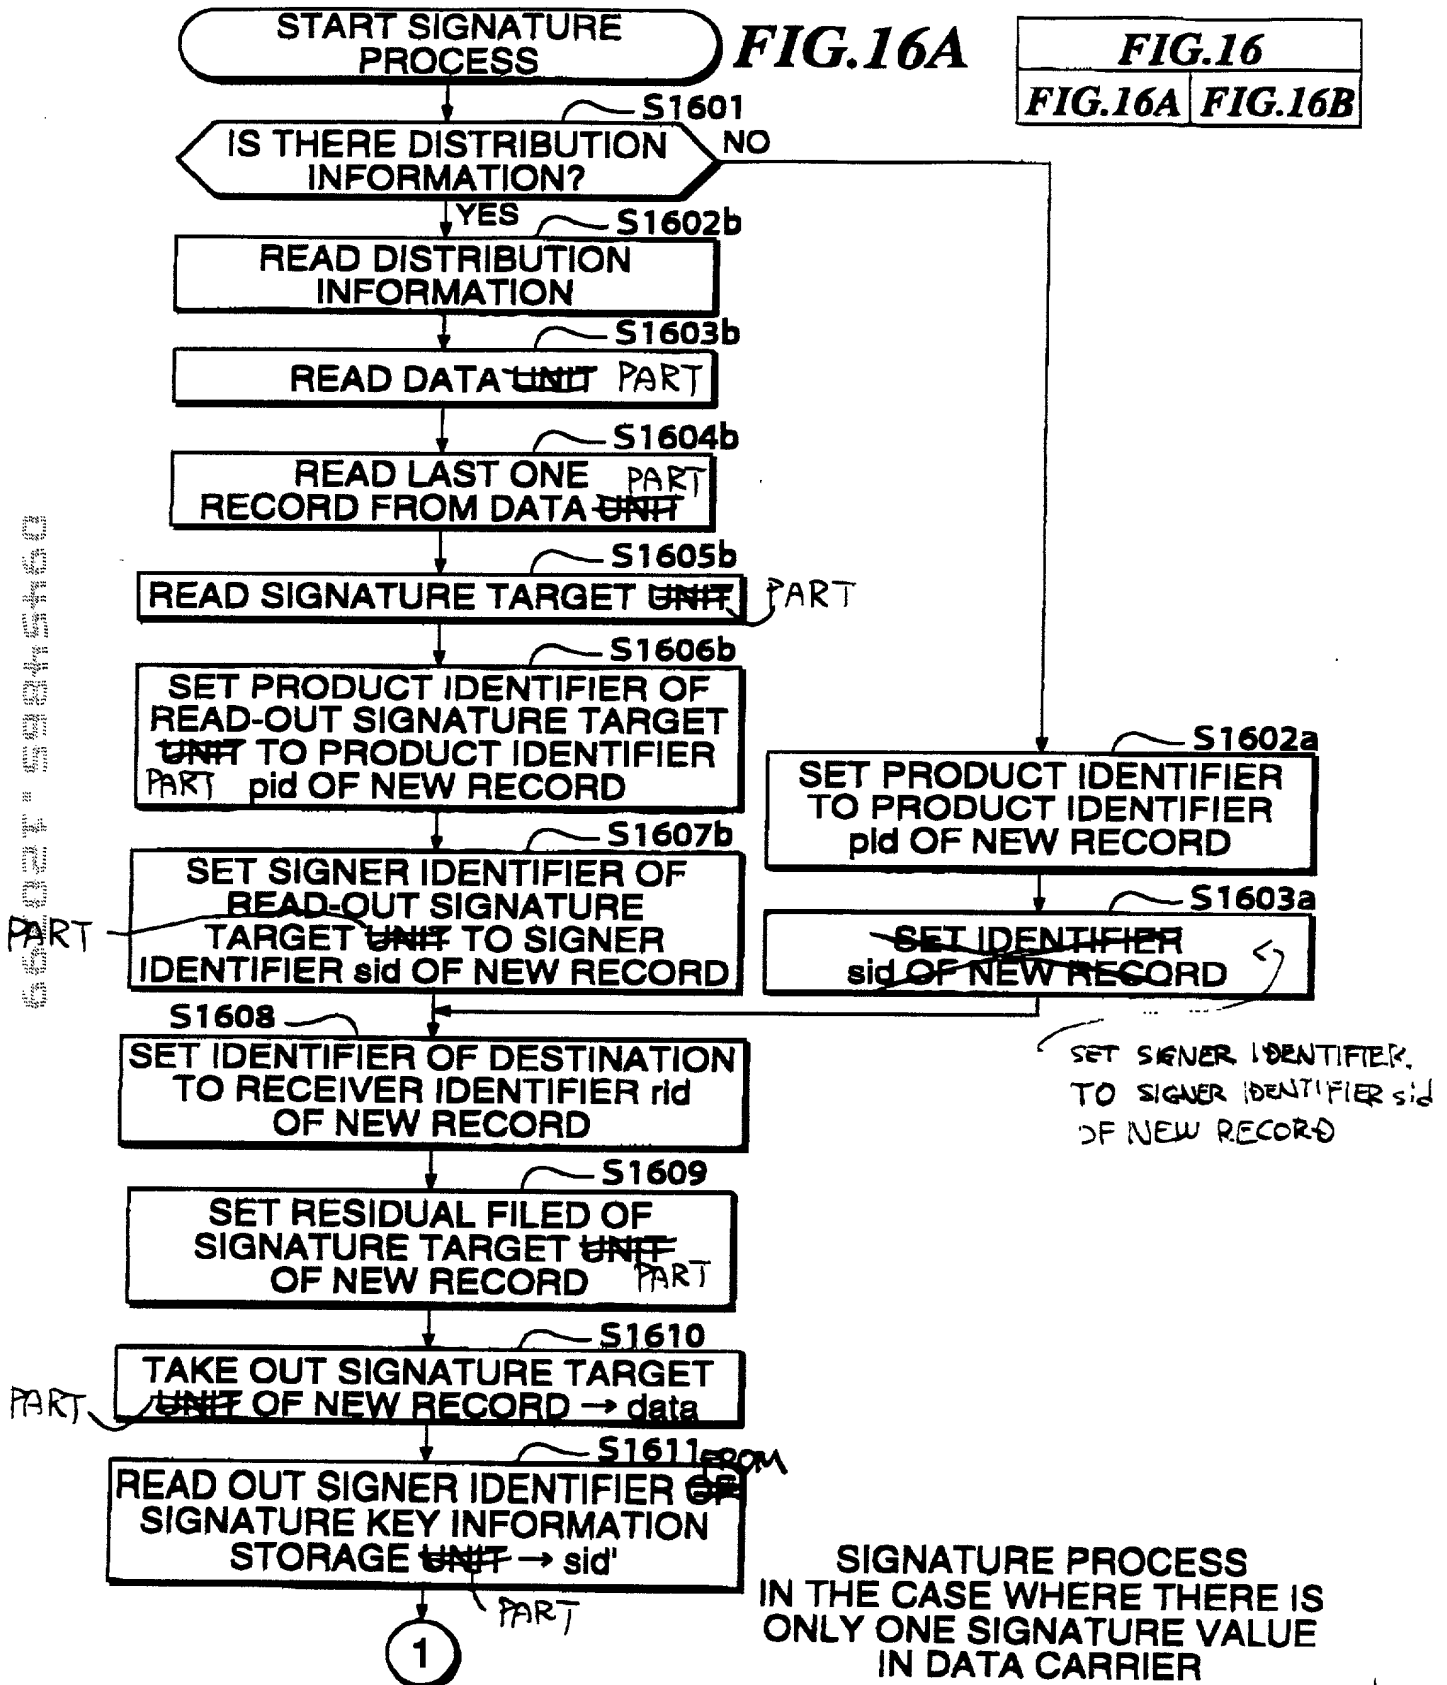 START SIGNATURE
PROCESS
FIG.16A
FIG.16
FIG.16A FIG.16B
S1601
IS THERE DISTRIBUTION
INFORMATION?
NO
YES
S1602b
READ DISTRIBUTION
INFORMATION
S1603b
READ DATA UNIT PART
S1604b
READ LAST ONE PART
RECORD FROM DATA UNIT
S1605b
READ SIGNATURE TARGET UNIT PART
S1606b
SET PRODUCT IDENTIFIER OF
READ-OUT SIGNATURE TARGET
UNIT TO PRODUCT IDENTIFIER
PART pid OF NEW RECORD
S1602a
SET PRODUCT IDENTIFIER
TO PRODUCT IDENTIFIER
pid OF NEW RECORD
S1607b
SET SIGNER IDENTIFIER OF
READ-OUT SIGNATURE
PART TARGET UNIT TO SIGNER
IDENTIFIER sid OF NEW RECORD
S1603a
SET IDENTIFIER
sid OF NEW RECORD
SET SIGNER IDENTIFIER
TO SIGNER IDENTIFIER sid
OF NEW RECORD
S1608
SET IDENTIFIER OF DESTINATION
TO RECEIVER IDENTIFIER rid
OF NEW RECORD
S1609
SET RESIDUAL FILED OF
SIGNATURE TARGET UNIT
OF NEW RECORD PART
S1610
TAKE OUT SIGNATURE TARGET
PART UNIT OF NEW RECORD → data
S1611
FROM
READ OUT SIGNER IDENTIFIER OF
SIGNATURE KEY INFORMATION
STORAGE UNIT → sid'
PART
1
SIGNATURE PROCESS
IN THE CASE WHERE THERE IS
ONLY ONE SIGNATURE VALUE
IN DATA CARRIER